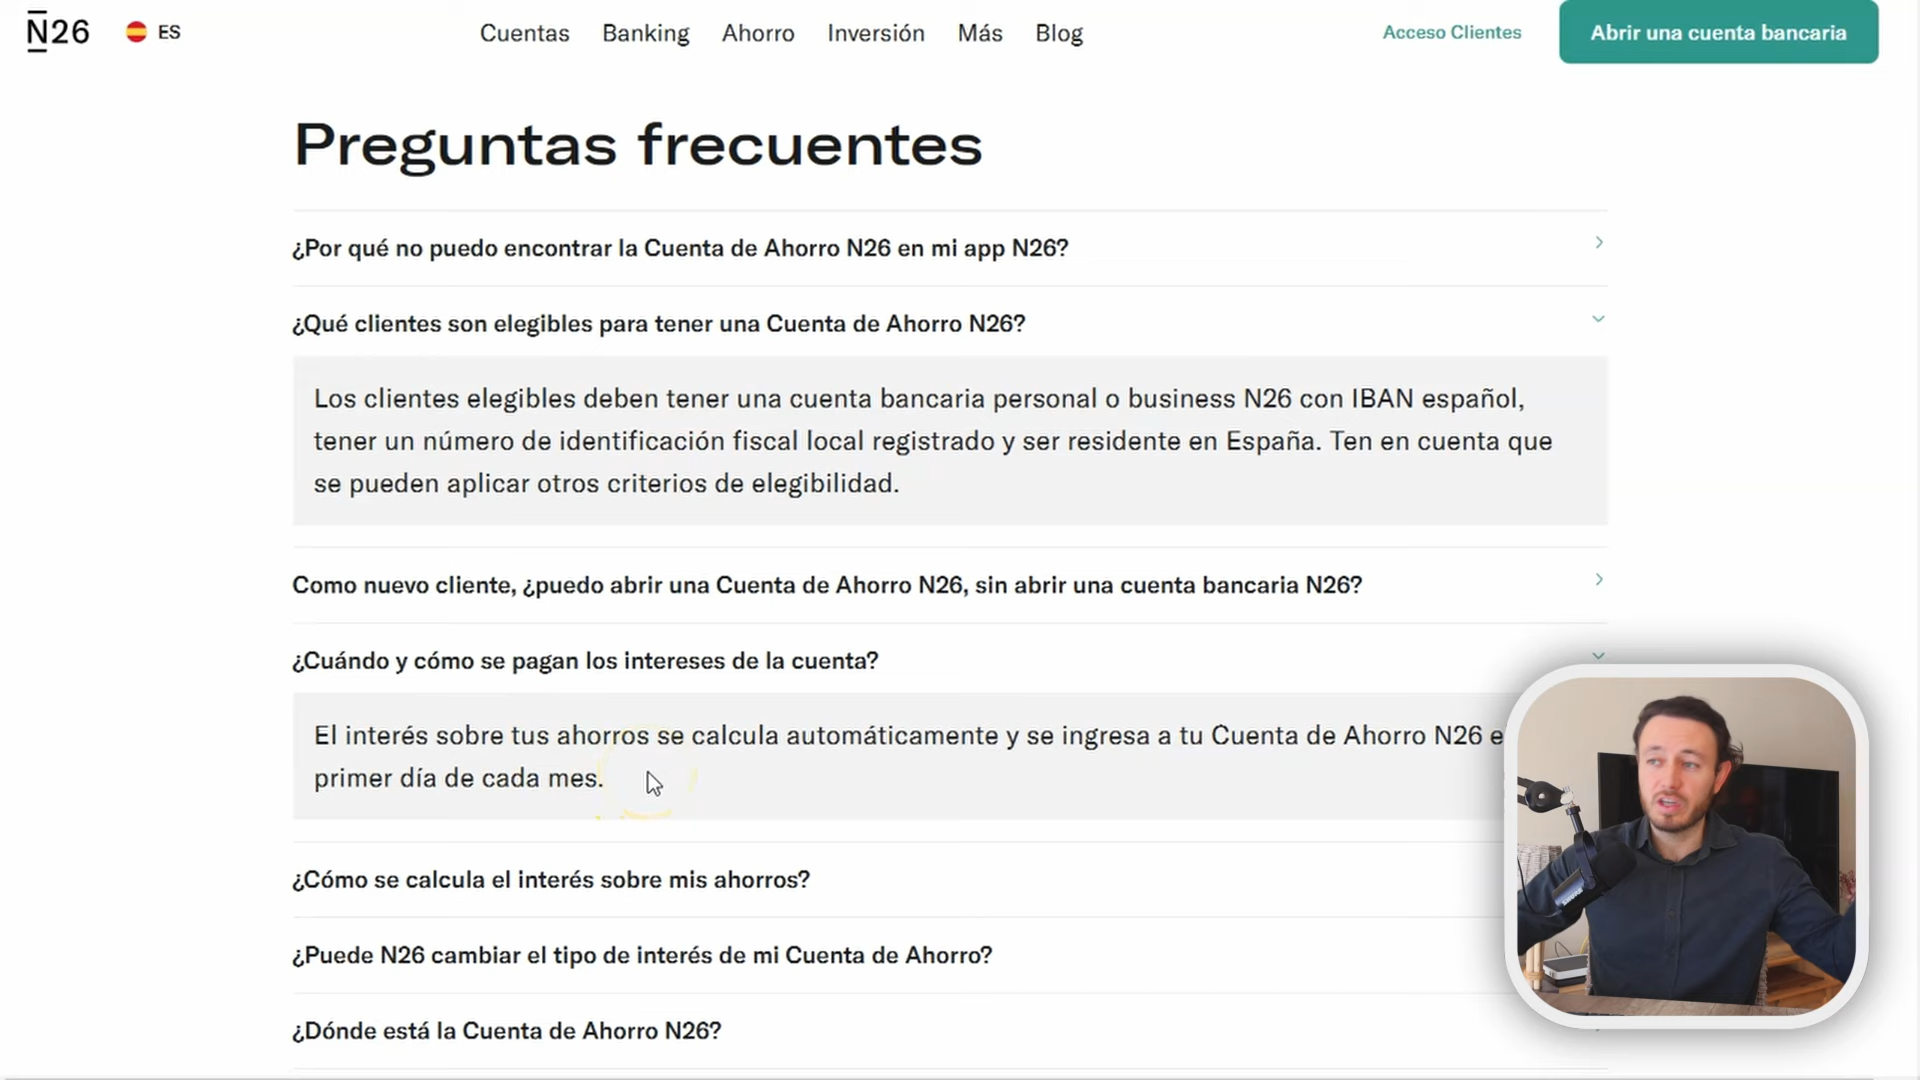 N26
ES
Cuentas
Banking
Ahorro
Inversión
Más
Blog
Acceso Clientes
Abrir una cuenta bancaria
Preguntas frecuentes
¿Por qué no puedo encontrar la Cuenta de Ahorro N26 en mi app N26?
¿Qué clientes son elegibles para tener una Cuenta de Ahorro N26?
Los clientes elegibles deben tener una cuenta bancaria personal o business N26 con IBAN español,
tener un número de identificación fiscal local registrado y ser residente en España. Ten en cuenta que
se pueden aplicar otros criterios de elegibilidad.
Como nuevo cliente, ¿puedo abrir una Cuenta de Ahorro N26, sin abrir una cuenta bancaria N26?
¿Cuándo y cómo se pagan los intereses de la cuenta?
El interés sobre tus ahorros se calcula automáticamente y se ingresa a tu Cuenta de Ahorro N26
primer día de cada mes.
¿Cómo se calcula el interés sobre mis ahorros?
¿Puede N26 cambiar el tipo de interés de mi Cuenta de Ahorro?
¿Dónde está la Cuenta de Ahorro N26?